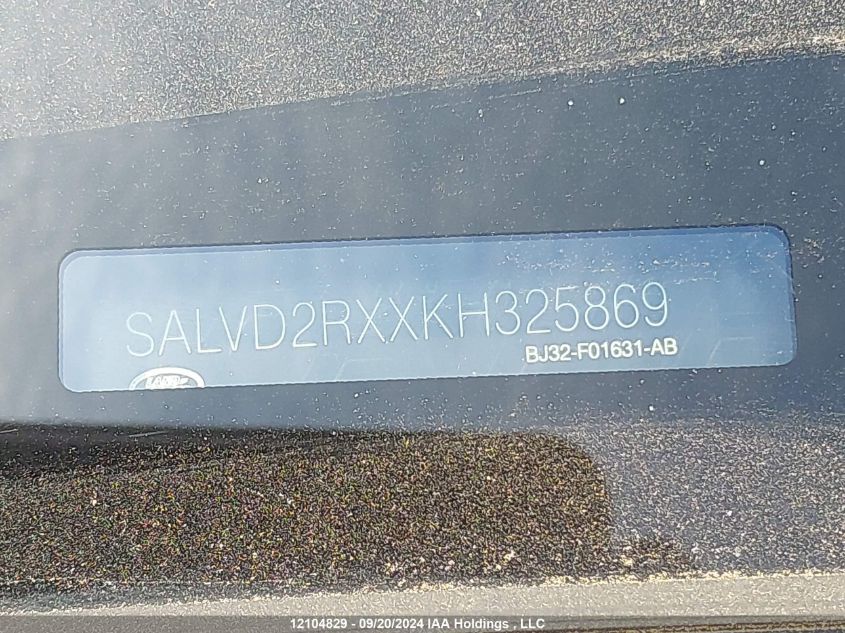 SALVD2RXXKH325869
BJ32-F01631-AB
12104829 - 09/20/2024 IAA Holdings , LLC